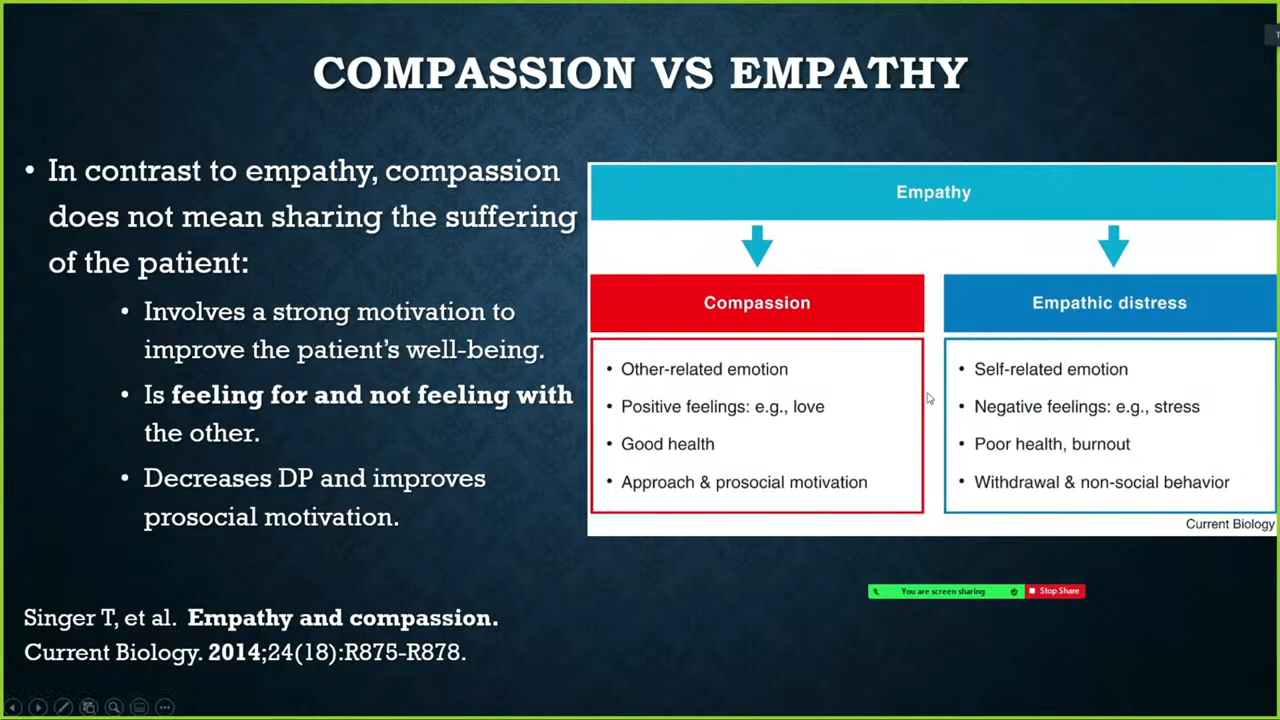 COMPASSION VS EMPATHY
• In contrast to empathy, compassion
does not mean sharing the suffering
of the patient:
• Involves a strong motivation to
improve the patient's well-being.
• Is feeling for and not feeling with
the other.
• Decreases DP and improves
prosocial motivation.
Singer T, et al. Empathy and compassion.
Current Biology. 2014;24(18):R875-R878.
Empathy
Compassion
• Other-related emotion
• Positive feelings: e.g., love
• Good health
• Approach & prosocial motivation
Empathic distress
• Self-related emotion
• Negative feelings: e.g., stress
• Poor health, burnout
• Withdrawal & non-social behavior
Current Biology
You are screen sharing
Stop Share